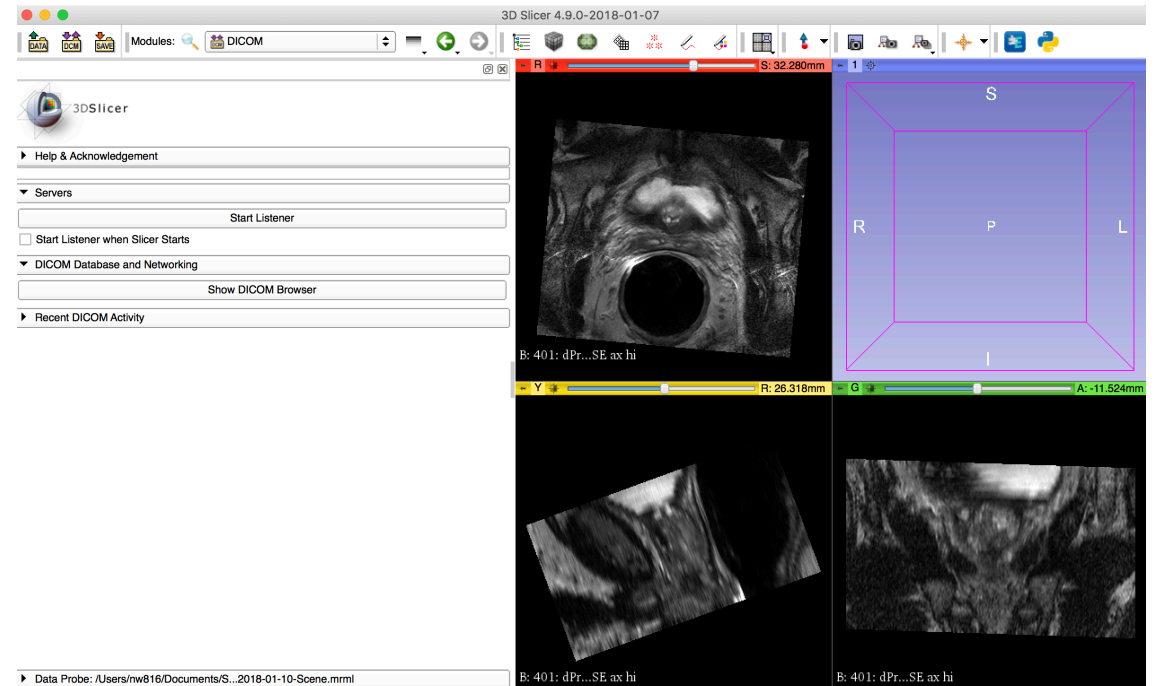 3D Slicer 4.9.0-2018-01-07
DATA DCM SAVE Modules: DICOM
3DSlicer
Help & Acknowledgement
Servers
Start Listener
Start Listener when Slicer Starts
DICOM Database and Networking
Show DICOM Browser
Recent DICOM Activity
Data Probe: /Users/nw816/Documents/S...2018-01-10-Scene.mrml
R S: 32.280mm
B: 401: dPr...SE ax hi
1
S
R P L
I
Y R: 26.318mm
B: 401: dPr...SE ax hi
G A: -11.524mm
B: 401: dPr...SE ax hi